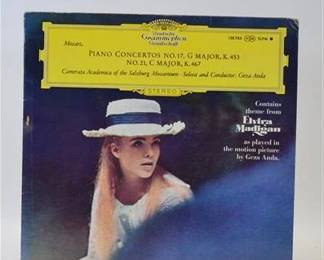 Deutsche
Grammophon
Gesellschaft
Mozart
PIANO CONCERTOS NO.17, G MAJOR, K.453
NO.21, C MAJOR, K.467
Camerata Academica of the Salzburg Mozarteum · Soloist and Conductor: Geza Anda
STEREO
Contains
theme from
Elvira
Madigan
as played in
the motion picture
by Geza Anda.